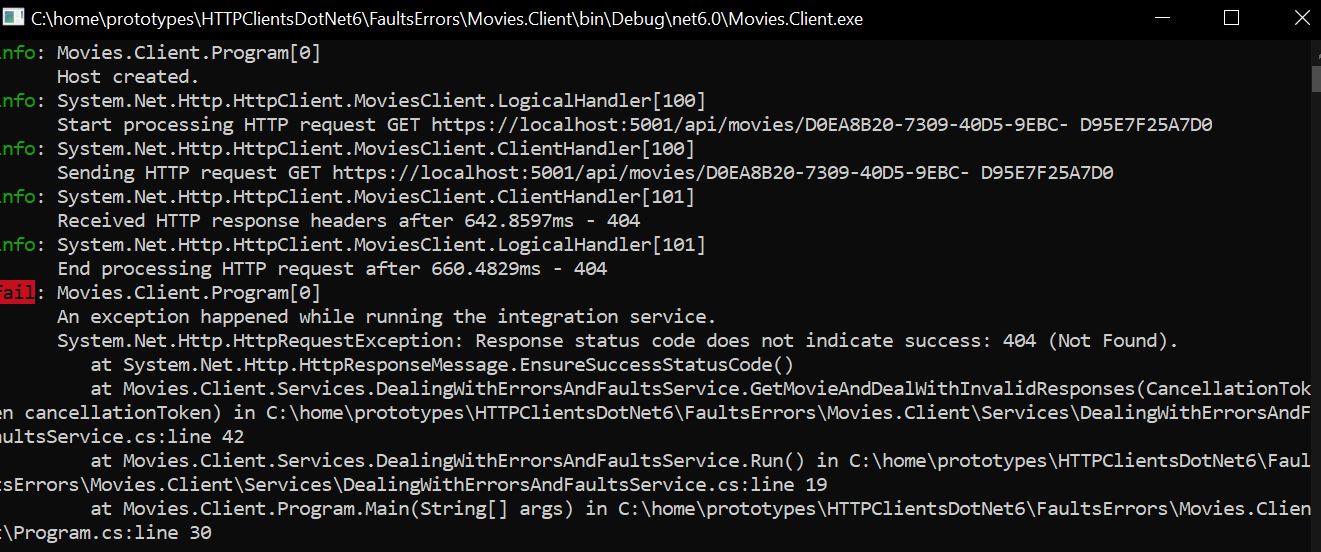 C:\home\prototypes\HTTPClientsDotNet6\FaultsErrors\Movies.Client\bin\Debug\net6.0\Movies.Client.exe
info: Movies.Client.Program[0]
Host created.
info: System.Net.Http.HttpClient.MoviesClient.LogicalHandler[100]
Start processing HTTP request GET https://localhost:5001/api/movies/D0EA8B20-7309-40D5-9EBC- D95E7F25A7D0
info: System.Net.Http.HttpClient.MoviesClient.ClientHandler[100]
Sending HTTP request GET https://localhost:5001/api/movies/D0EA8B20-7309-40D5-9EBC- D95E7F25A7D0
info: System.Net.Http.HttpClient.MoviesClient.ClientHandler[101]
Received HTTP response headers after 642.8597ms - 404
info: System.Net.Http.HttpClient.MoviesClient.LogicalHandler[101]
End processing HTTP request after 660.4829ms - 404
fail: Movies.Client.Program[0]
An exception happened while running the integration service.
System.Net.Http.HttpRequestException: Response status code does not indicate success: 404 (Not Found).
at System.Net.Http.HttpResponseMessage.EnsureSuccessStatusCode()
at Movies.Client.Services.DealingWithErrorsAndFaultsService.GetMovieAndDealWithInvalidResponses(CancellationTok
en cancellationToken) in C:\home\prototypes\HTTPClientsDotNet6\FaultsErrors\Movies.Client\Services\DealingWithErrorsAndF
aultsService.cs:line 42
at Movies.Client.Services.DealingWithErrorsAndFaultsService.Run() in C:\home\prototypes\HTTPClientsDotNet6\Faul
tsErrors\Movies.Client\Services\DealingWithErrorsAndFaultsService.cs:line 19
at Movies.Client.Program.Main(String[] args) in C:\home\prototypes\HTTPClientsDotNet6\FaultsErrors\Movies.Clien
t\Program.cs:line 30